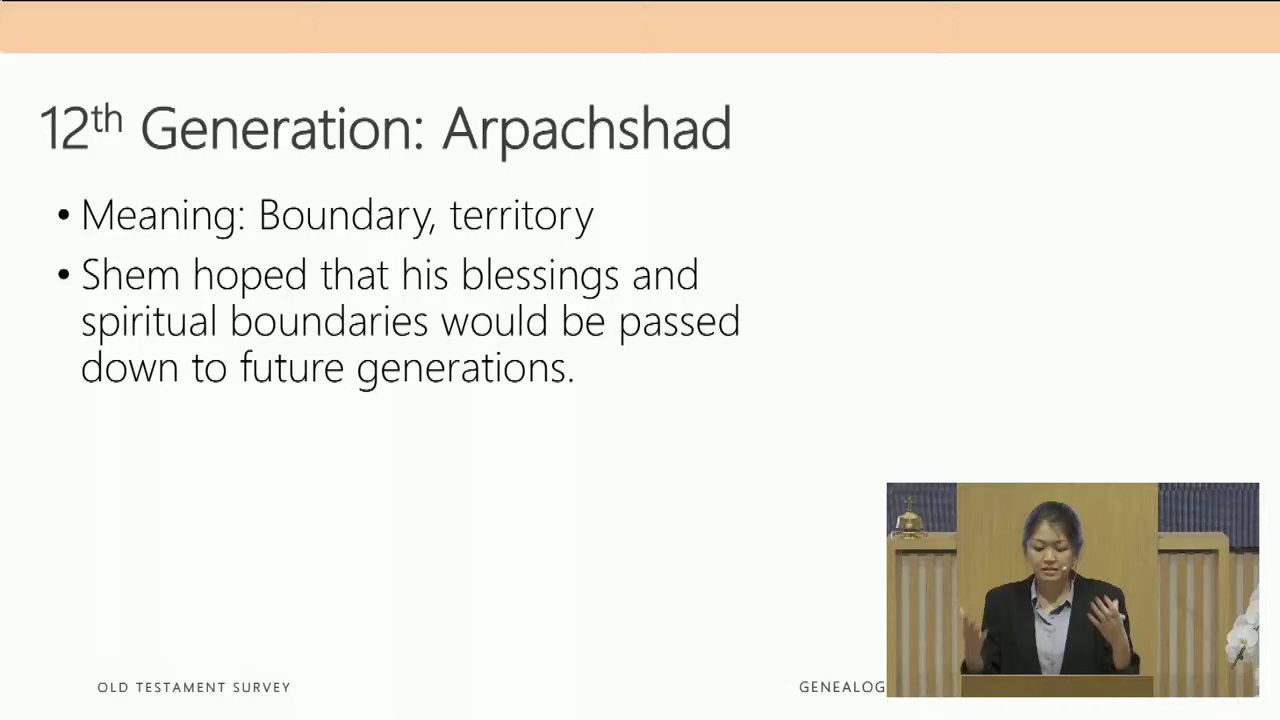 12th Generation: Arpachshad
• Meaning: Boundary, territory
• Shem hoped that his blessings and
spiritual boundaries would be passed
down to future generations.
OLD TESTAMENT SURVEY
GENEALOG